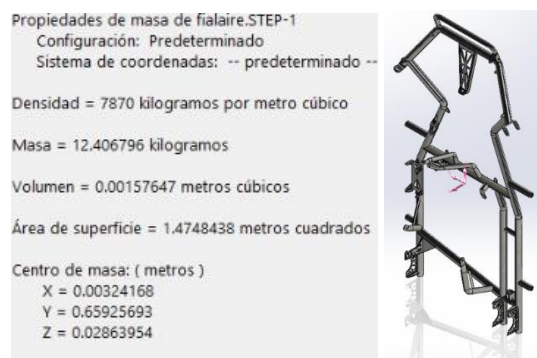 Propiedades de masa de fialaire.STEP-1
Configuración: Predeterminado
Sistema de coordenadas: -- predeterminado --
Densidad = 7870 kilogramos por metro cúbico
Masa = 12.406796 kilogramos
Volumen = 0.00157647 metros cúbicos
Área de superficie = 1.4748438 metros cuadrados
Centro de masa: ( metros )
X = 0.00324168
Y = 0.65925693
Z = 0.02863954